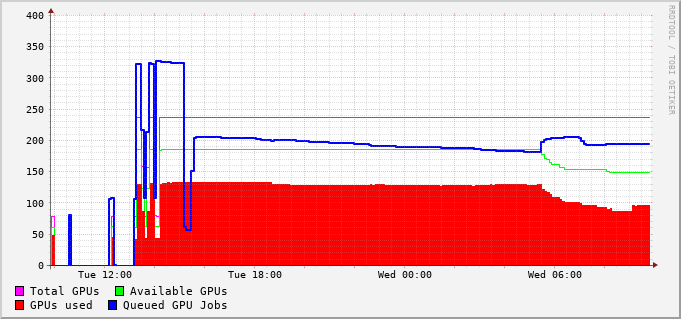 400
350
300
250
200
150
100
50
0
Tue 12:00 Tue 18:00 Wed 00:00 Wed 06:00
Total GPUs Available GPUs
GPUs used Queued GPU Jobs
RRDTOOL / TOBI OETIKER